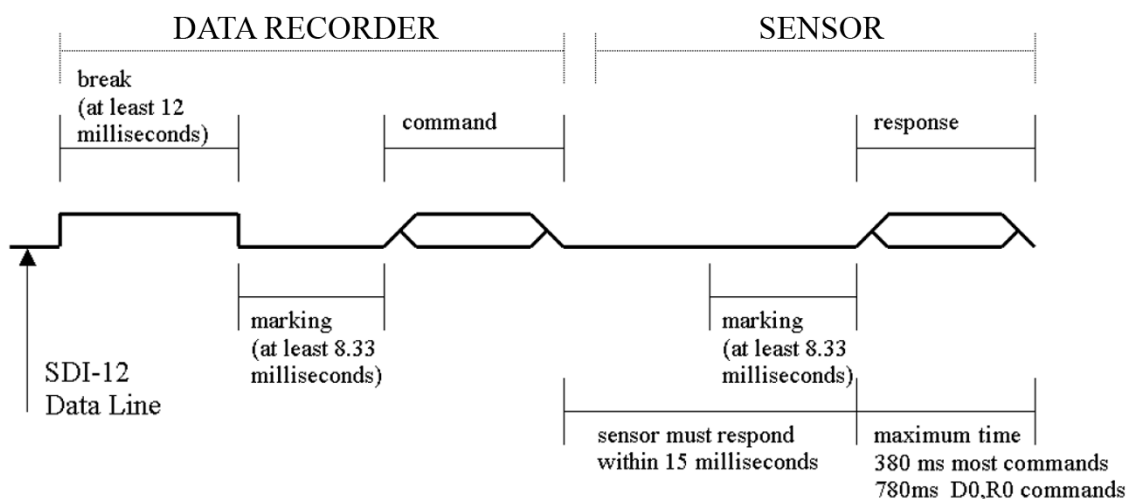 DATA RECORDER
SENSOR
break
(at least 12
milliseconds)
command
response
marking
(at least 8.33
milliseconds)
marking
(at least 8.33
milliseconds)
SDI-12
Data Line
sensor must respond
within 15 milliseconds
maximum time
380 ms most commands
780ms D0,R0 commands